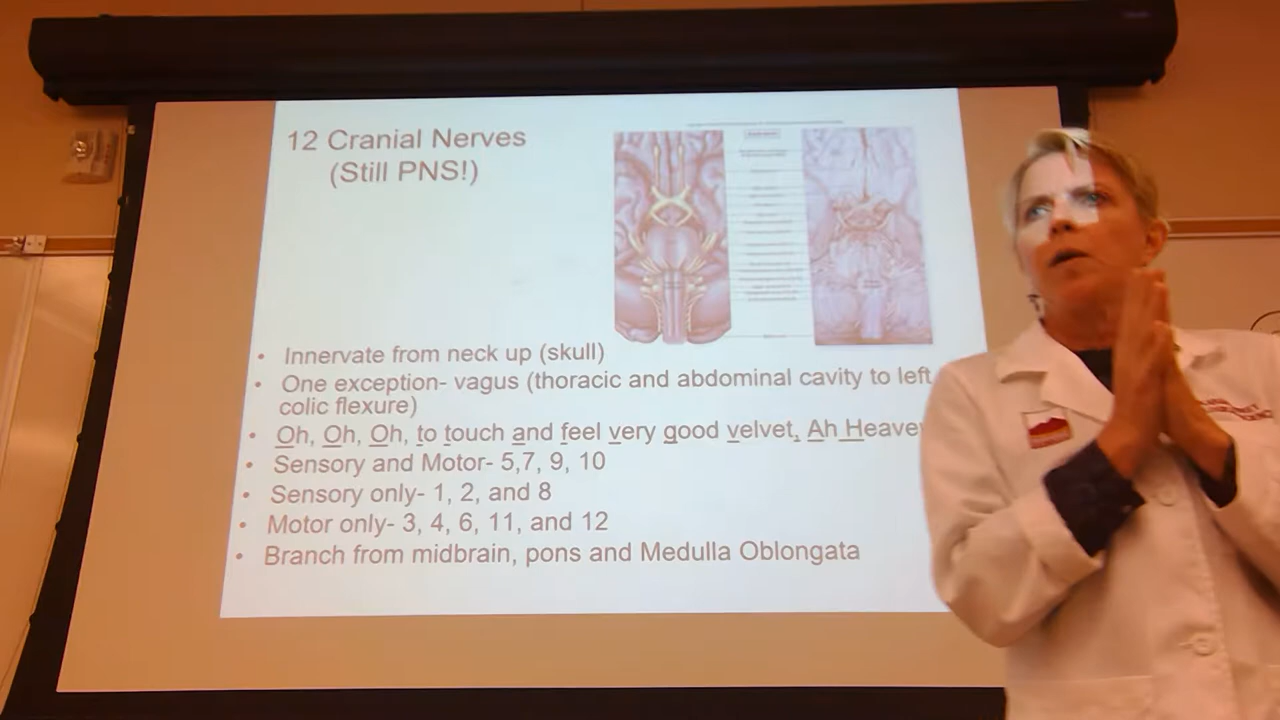 12 Cranial Nerves
(Still PNS!)
• Innervate from neck up (skull)
• One exception- vagus (thoracic and abdominal cavity to left
colic flexure)
• Oh, Oh, Oh, to touch and feel very good velvet, Ah Heave
• Sensory and Motor- 5,7, 9, 10
• Sensory only- 1, 2, and 8
• Motor only- 3, 4, 6, 11, and 12
• Branch from midbrain, pons and Medulla Oblongata